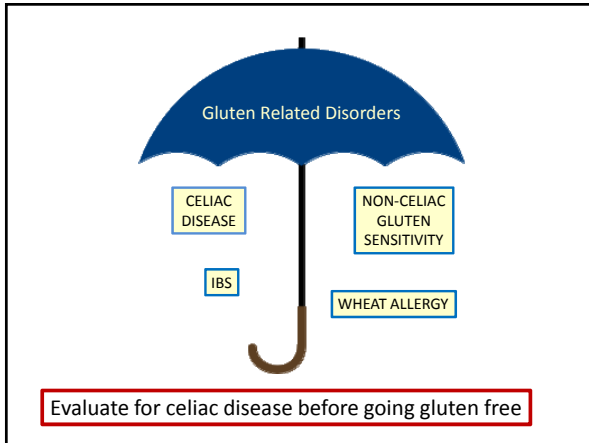 Gluten Related Disorders
CELIAC
DISEASE
NON-CELIAC
GLUTEN
SENSITIVITY
IBS
WHEAT ALLERGY
Evaluate for celiac disease before going gluten free